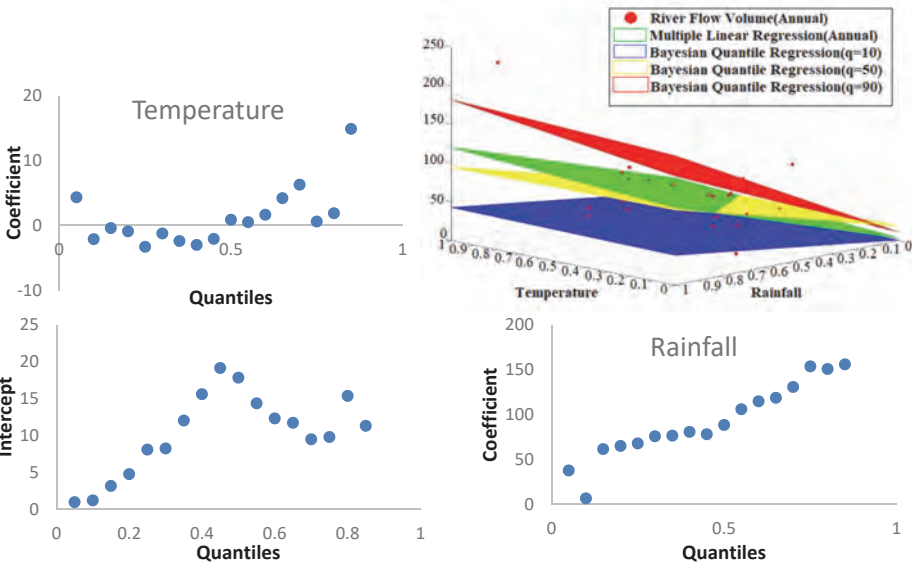 Temperature
20
10
0
-10
0
0.5
1
Coefficient
Quantiles
River Flow Volume(Annual)
Multiple Linear Regression(Annual)
Bayesian Quantile Regression(q=10)
Bayesian Quantile Regression(q=50)
Bayesian Quantile Regression(q=90)
250
200
150
100
50
0
1 0.9 0.8 0.7 0.6 0.5 0.4 0.3 0.2 0.1 0
Temperature
1 0.9 0.8 0.7 0.6 0.5 0.4 0.3 0.2 0.1 0
Rainfall
25
20
15
10
5
0
0 0.2 0.4 0.6 0.8 1
Intercept
Quantiles
Rainfall
200
150
100
50
0
0 0.5 1
Coefficient
Quantiles